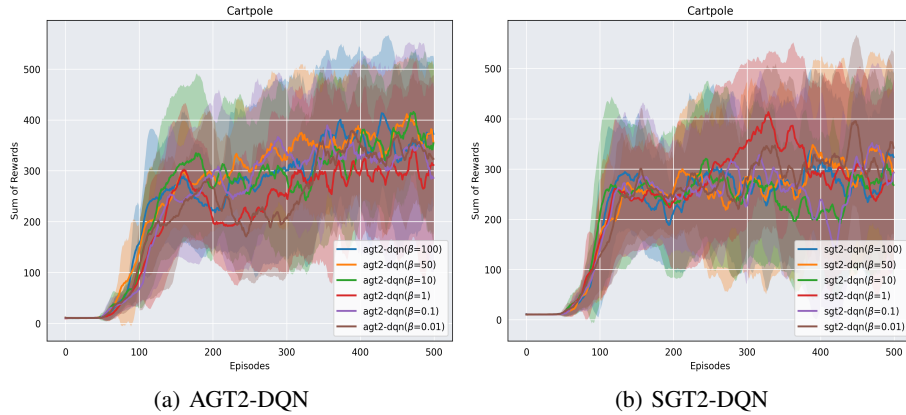 Cartpole
Sum of Rewards
500
400
300
200
100
0
agt2-dqn(β=100)
agt2-dqn(β=50)
agt2-dqn(β=10)
agt2-dqn(β=1)
agt2-dqn(β=0.1)
agt2-dqn(β=0.01)
0 100 200 300 400 500
Episodes
(a) AGT2-DQN
Cartpole
Sum of Rewards
500
400
300
200
100
0
sgt2-dqn(β=100)
sgt2-dqn(β=50)
sgt2-dqn(β=10)
sgt2-dqn(β=1)
sgt2-dqn(β=0.1)
sgt2-dqn(β=0.01)
0 100 200 300 400 500
Episodes
(b) SGT2-DQN